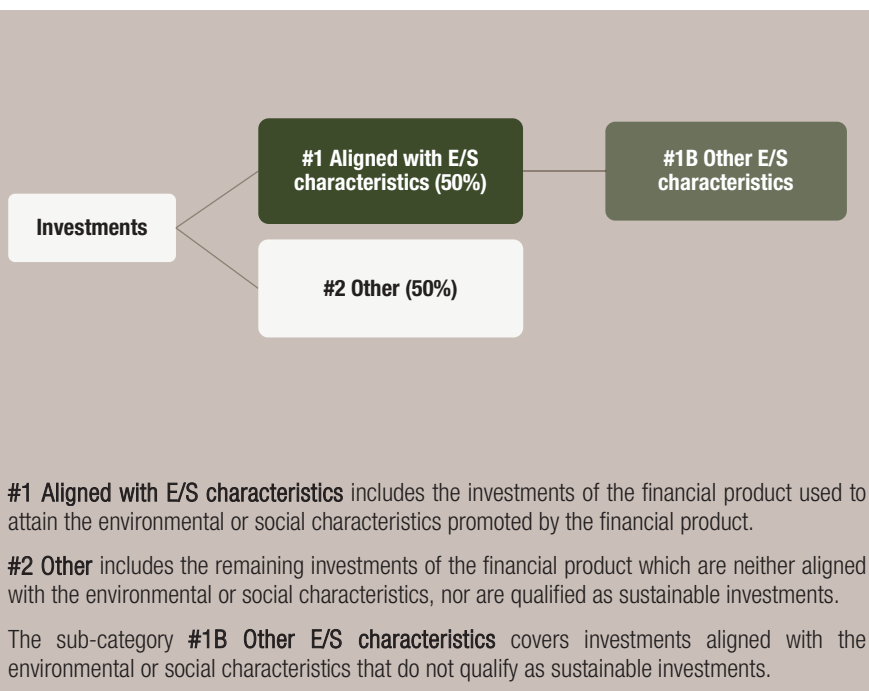 #1 Aligned with E/S
characteristics (50%)
#1B Other E/S
characteristics
Investments
#2 Other (50%)
#1 Aligned with E/S characteristics includes the investments of the financial product used to
attain the environmental or social characteristics promoted by the financial product.
#2 Other includes the remaining investments of the financial product which are neither aligned
with the environmental or social characteristics, nor are qualified as sustainable investments.
The sub-category #1B Other E/S characteristics covers investments aligned with the
environmental or social characteristics that do not qualify as sustainable investments.